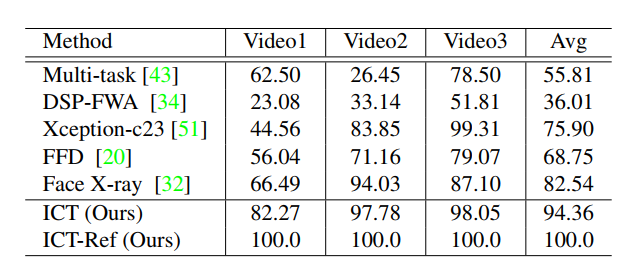 Method Video1 Video2 Video3 Avg
Multi-task [43] 62.50 26.45 78.50 55.81
DSP-FWA [34] 23.08 33.14 51.81 36.01
Xception-c23 [51] 44.56 83.85 99.31 75.90
FFD [20] 56.04 71.16 79.07 68.75
Face X-ray [32] 66.49 94.03 87.10 82.54
ICT (Ours) 82.27 97.78 98.05 94.36
ICT-Ref (Ours) 100.0 100.0 100.0 100.0